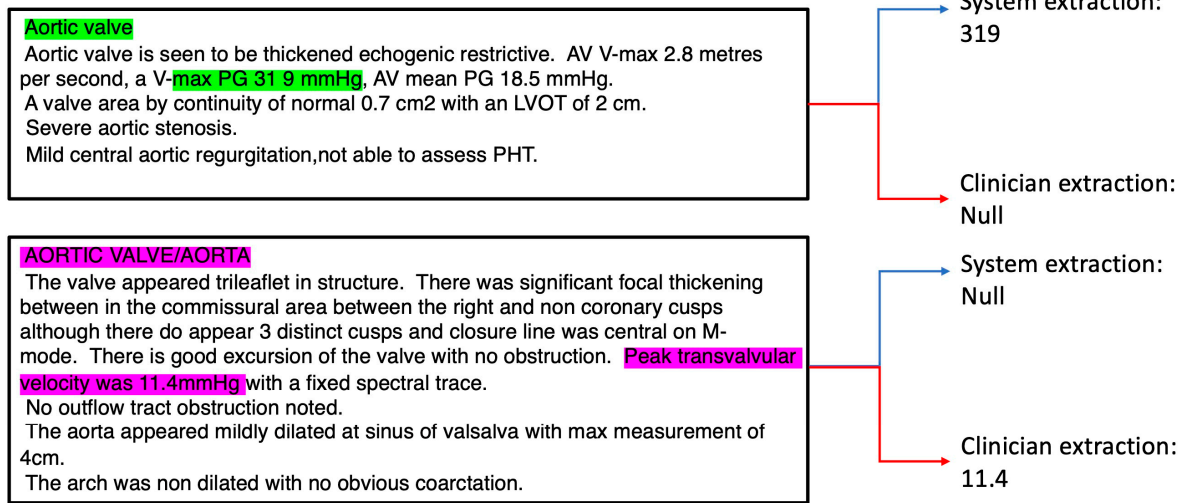 Aortic valve
Aortic valve is seen to be thickened echogenic restrictive.  AV V-max 2.8 metres
per second, a V-max PG 31 9 mmHg, AV mean PG 18.5 mmHg.
A valve area by continuity of normal 0.7 cm2 with an LVOT of 2 cm.
Severe aortic stenosis.
Mild central aortic regurgitation,not able to assess PHT.
System extraction:
319
Clinician extraction:
Null
AORTIC VALVE/AORTA
The valve appeared trileaflet in structure.  There was significant focal thickening
between in the commissural area between the right and non coronary cusps
although there do appear 3 distinct cusps and closure line was central on M-
mode.  There is good excursion of the valve with no obstruction.  Peak transvalvular
velocity was 11.4mmHg with a fixed spectral trace.
No outflow tract obstruction noted.
The aorta appeared mildly dilated at sinus of valsalva with max measurement of
4cm.
The arch was non dilated with no obvious coarctation.
System extraction:
Null
Clinician extraction:
11.4